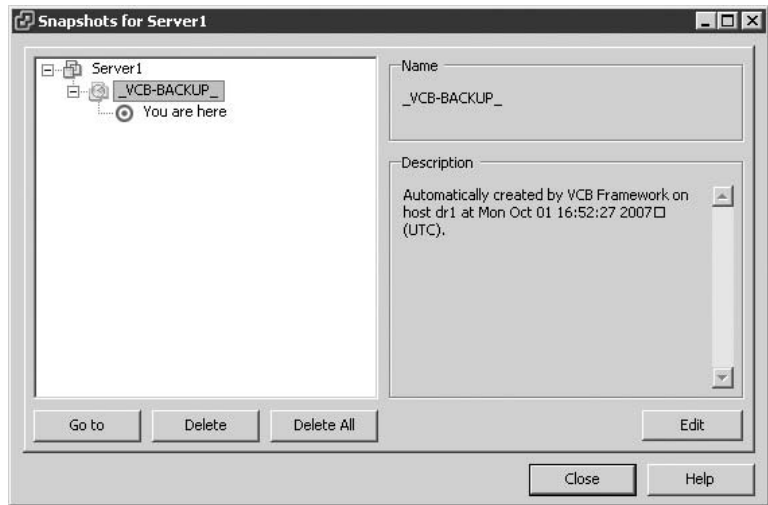 Snapshots for Server1
Server1
_VCB-BACKUP_
You are here
Name
_VCB-BACKUP_
Description
Automatically created by VCB Framework on
host dr1 at Mon Oct 01 16:52:27 2007□
(UTC).
Go to
Delete
Delete All
Edit
Close
Help